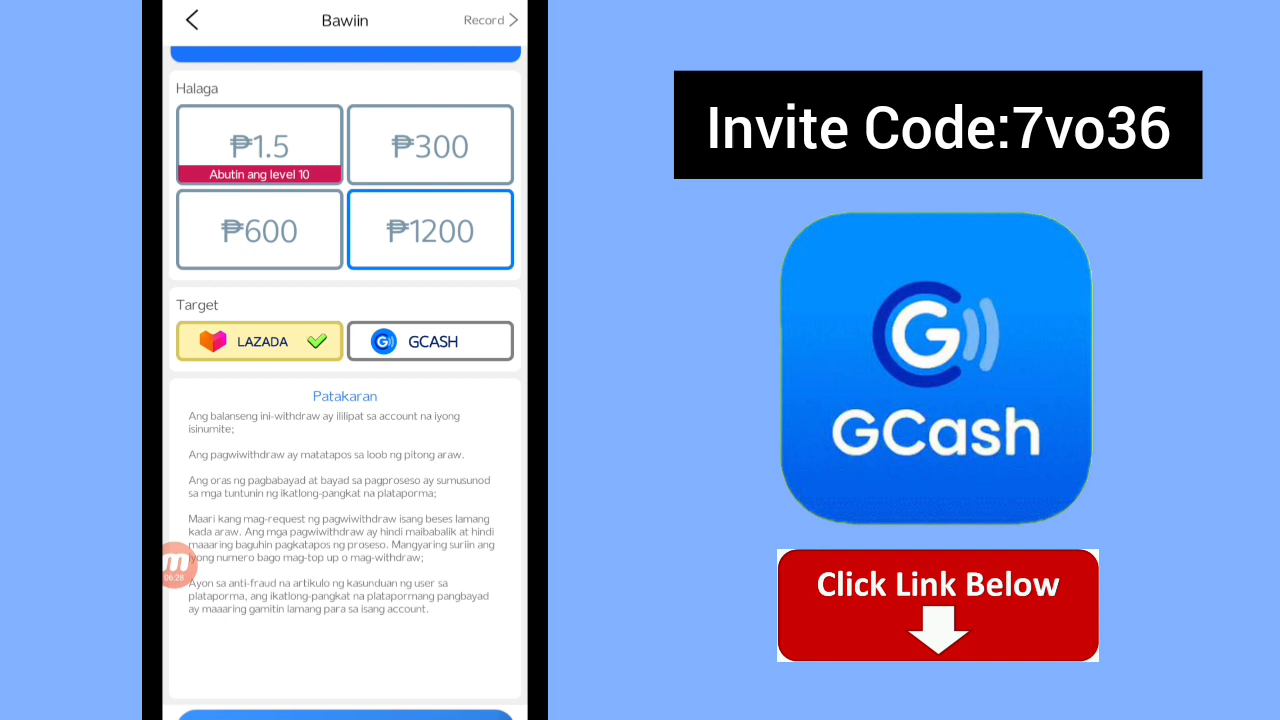 Bawiin
Record
Halaga
₱1.5
Abutin ang level 10
₱300
₱600
₱1200
Target
LAZADA
GCASH
Patakaran
Ang balanseng ini-withdraw ay ililipat sa account na iyong
isinumite;
Ang pagwiwithdraw ay matatapos sa loob ng pitong araw.
Ang oras ng pagbabayad at bayad sa pagproseso ay sumusunod
sa mga tuntunin ng ikatlong-pangkat na plataporma;
Maari kang mag-request ng pagwiwithdraw isang beses lamang
kada araw. Ang mga pagwiwithdraw ay hindi maibabalik at hindi
maaaring baguhin pagkatapos ng proseso. Mangyaring suriin ang
iyong numero bago mag-top up o mag-withdraw;
Ayon sa anti-fraud na artikulo ng kasunduan ng user sa
plataporma, ang ikatlong-pangkat na platapormang pangbayad
ay maaaring gamitin lamang para sa isang account.
06:28
Invite Code:7vo36
GCash
Click Link Below